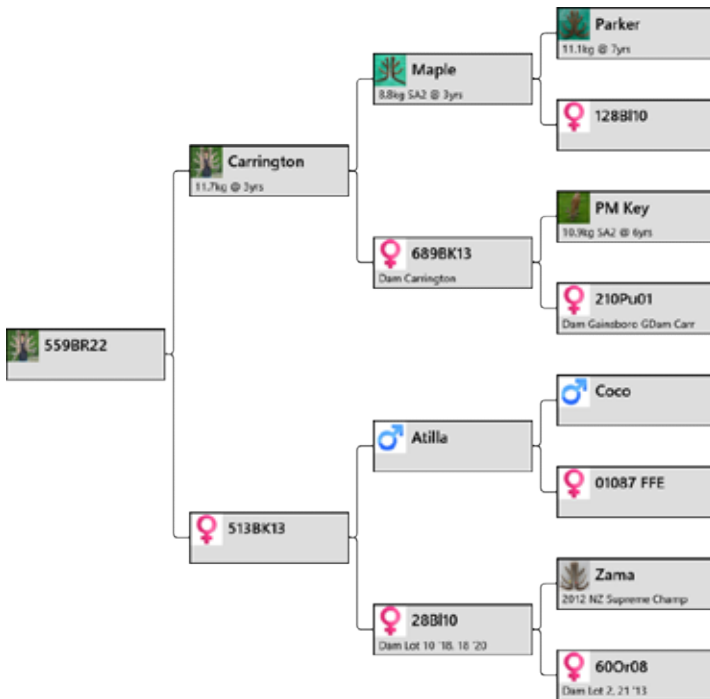 Parker
11.1kg @ 7yrs
Maple
8.8kg SA2 @ 3yrs
128Bl10
Carrington
11.7kg @ 3yrs
PM Key
10.9kg SA2 @ 6yrs
689BK13
Dam Carrington
210Pu01
Dam Gainsboro GDam Carr
559BR22
Coco
Atilla
01087 FFE
513BK13
Zama
2012 NZ Supreme Champ
28Bl10
Dam Lot 10 '18, 18 '20
60Or08
Dam Lot 2, 21 '13